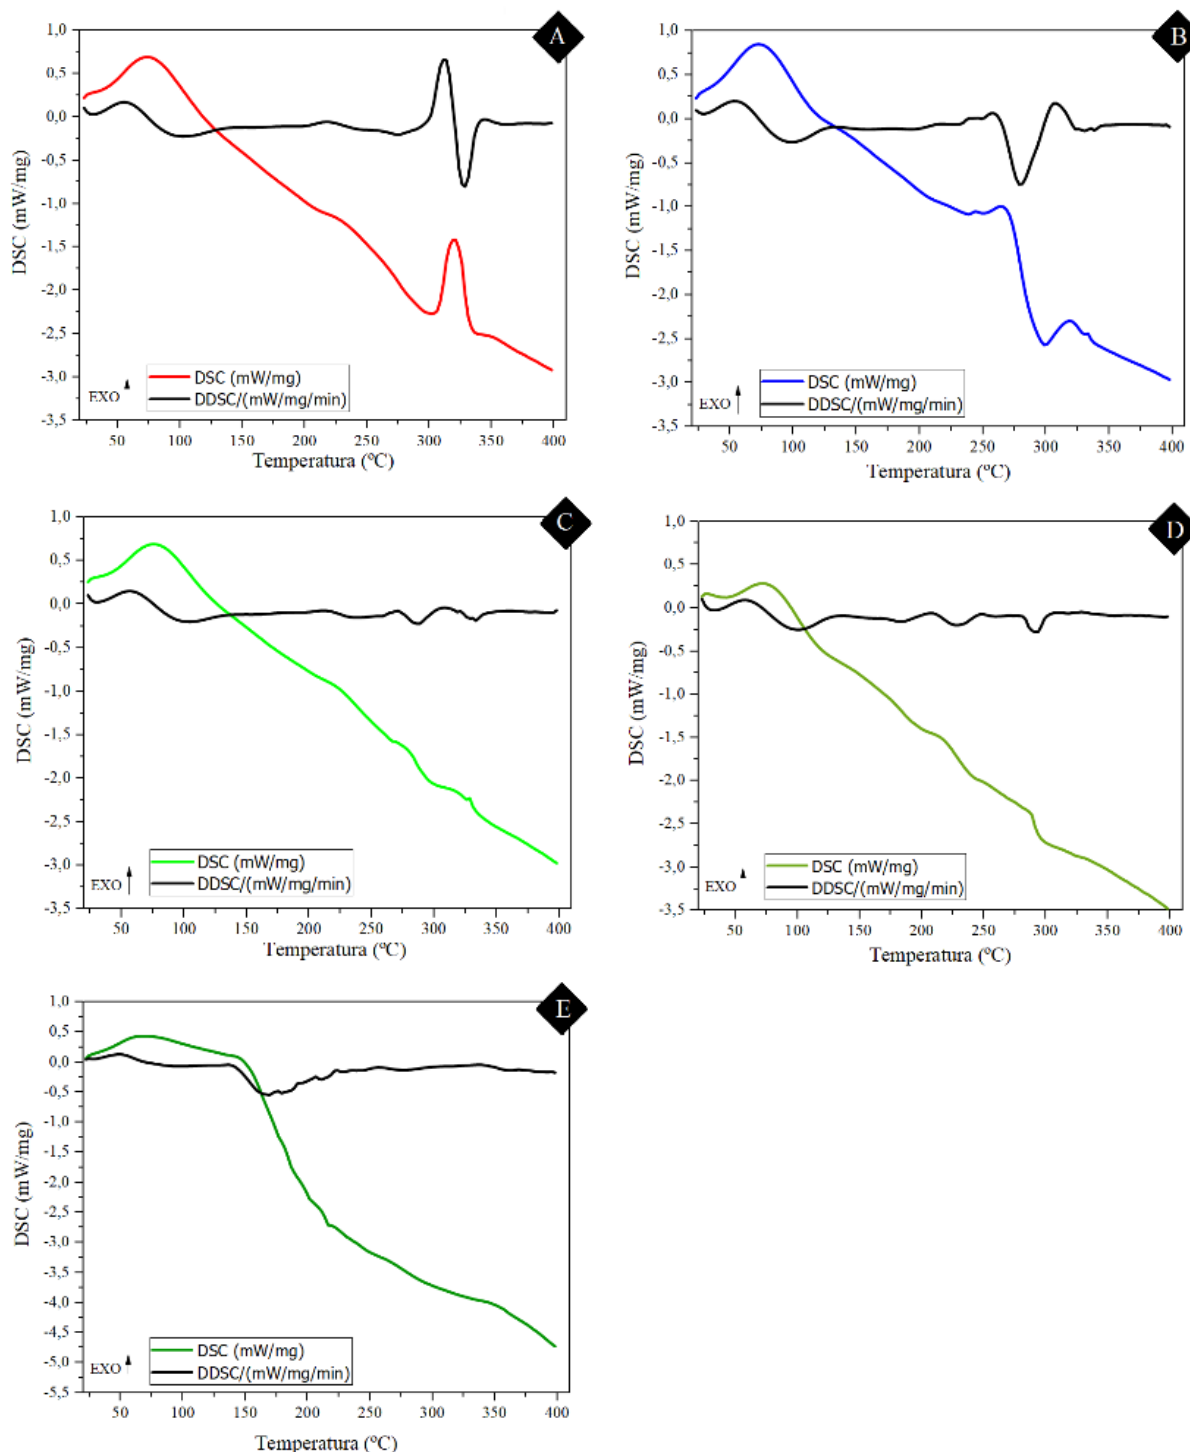 A
1,0
0,5
0,0
-0,5
-1,0
-1,5
-2,0
-2,5
-3,0
-3,5
DSC (mW/mg)
EXO
DSC (mW/mg)
DDSC/(mW/mg/min)
50 100 150 200 250 300 350 400
Temperatura (ºC)
B
1,0
0,5
0,0
-0,5
-1,0
-1,5
-2,0
-2,5
-3,0
-3,5
DSC (mW/mg)
EXO
DSC (mW/mg)
DDSC/(mW/mg/min)
50 100 150 200 250 300 350 400
Temperatura (ºC)
C
1,0
0,5
0,0
-0,5
-1,0
-1,5
-2,0
-2,5
-3,0
-3,5
DSC (mW/mg)
EXO
DSC (mW/mg)
DDSC/(mW/mg/min)
50 100 150 200 250 300 350 400
Temperatura (ºC)
D
1,0
0,5
0,0
-0,5
-1,0
-1,5
-2,0
-2,5
-3,0
-3,5
DSC (mW/mg)
EXO
DSC (mW/mg)
DDSC/(mW/mg/min)
50 100 150 200 250 300 350 400
Temperatura (ºC)
E
1,0
0,5
0,0
-0,5
-1,0
-1,5
-2,0
-2,5
-3,0
-3,5
-4,0
-4,5
-5,0
-5,5
DSC (mW/mg)
EXO
DSC (mW/mg)
DDSC/(mW/mg/min)
50 100 150 200 250 300 350 400
Temperatura (ºC)